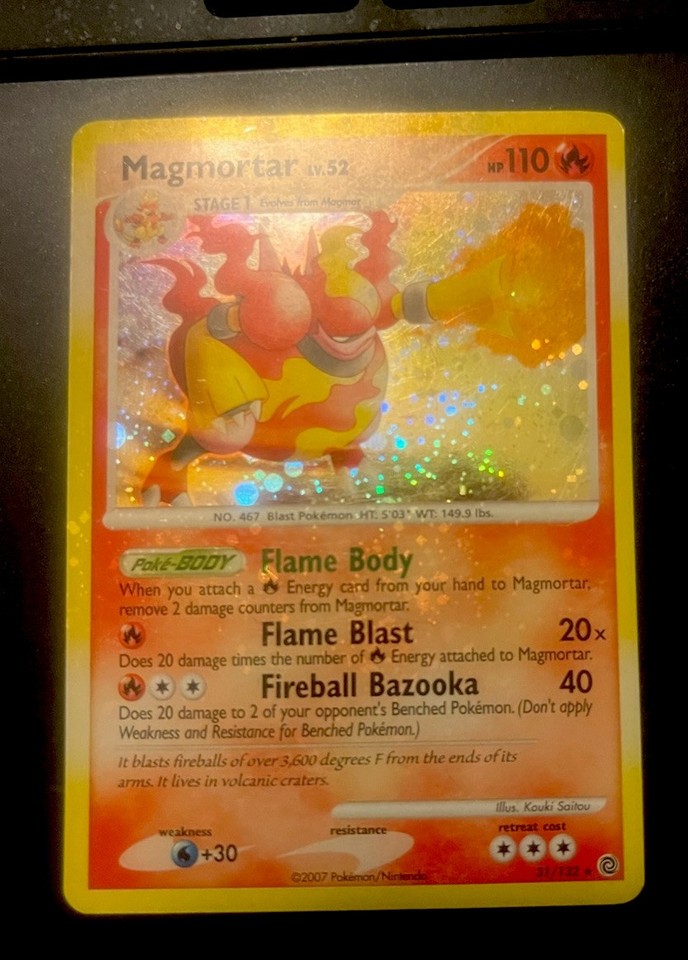 Magmortar LV.52 HP 110
STAGE 1 Evolves from Magmar
NO. 467 Blast Pokémon HT: 5'03" WT: 149.9 lbs.
Poké-BODY Flame Body
When you attach a Energy card from your hand to Magmortar,
remove 2 damage counters from Magmortar.
Flame Blast 20x
Does 20 damage times the number of Energy attached to Magmortar.
Fireball Bazooka 40
Does 20 damage to 2 of your opponent's Benched Pokémon. (Don't apply
Weakness and Resistance for Benched Pokémon.)
It blasts fireballs of over 3,600 degrees F from the ends of its
arms. It lives in volcanic craters.
Illus. Kouki Saitou
weakness resistance retreat cost
+30
©2007 Pokémon/Nintendo